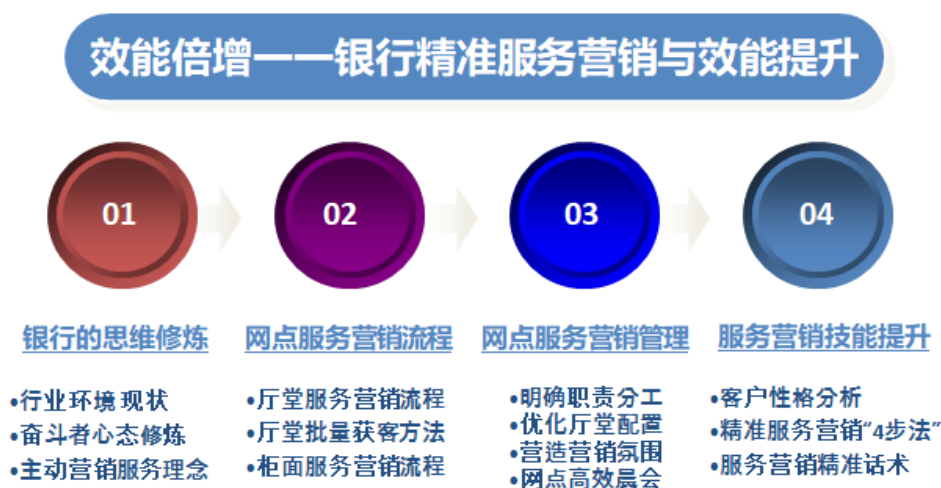 效能倍增——银行精准服务营销与效能提升
01
02
03
04
银行的思维修炼
网点服务营销流程
网点服务营销管理
服务营销技能提升
•行业环境现状
•奋斗者心态修炼
•主动营销服务理念
•厅堂服务营销流程
•厅堂批量获客方法
•柜面服务营销流程
•明确职责分工
•优化厅堂配置
•营造营销氛围
•网点高效晨会
•客户性格分析
•精准服务营销“4步法”
•服务营销精准话术